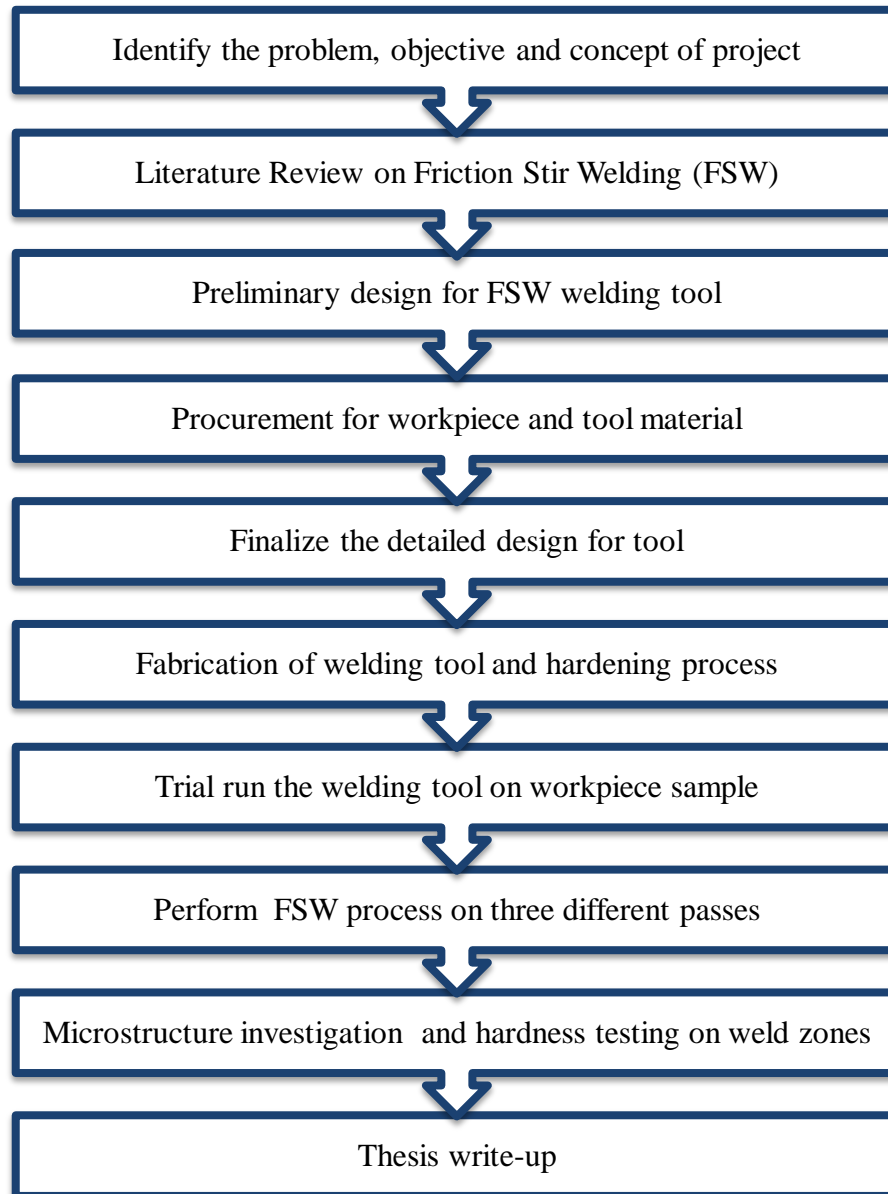 Identify the problem, objective and concept of project
Literature Review on Friction Stir Welding (FSW)
Preliminary design for FSW welding tool
Procurement for workpiece and tool material
Finalize the detailed design for tool
Fabrication of welding tool and hardening process
Trial run the welding tool on workpiece sample
Perform FSW process on three different passes
Microstructure investigation and hardness testing on weld zones
Thesis write-up